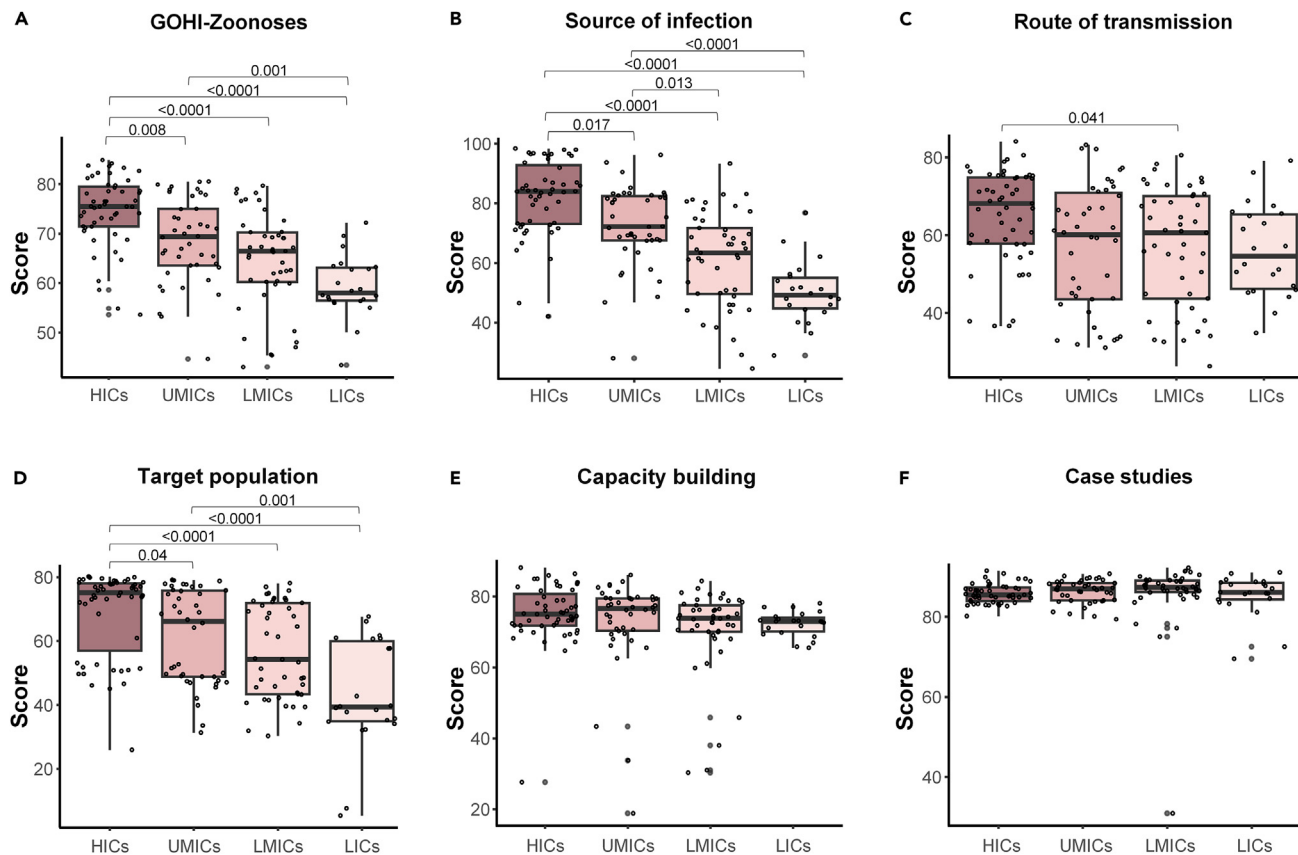 A
GOHI-Zoonoses
0.001
<0.0001
<0.0001
0.008
Score
80
70
60
50
HICs UMICs LMICs LICs
B
Source of infection
<0.0001
<0.0001
0.013
<0.0001
0.017
Score
100
80
60
40
HICs UMICs LMICs LICs
C
Route of transmission
0.041
Score
80
60
40
HICs UMICs LMICs LICs
D
Target population
0.001
<0.0001
<0.0001
0.04
Score
80
60
40
20
HICs UMICs LMICs LICs
E
Capacity building
Score
80
60
40
20
HICs UMICs LMICs LICs
F
Case studies
Score
80
60
40
HICs UMICs LMICs LICs